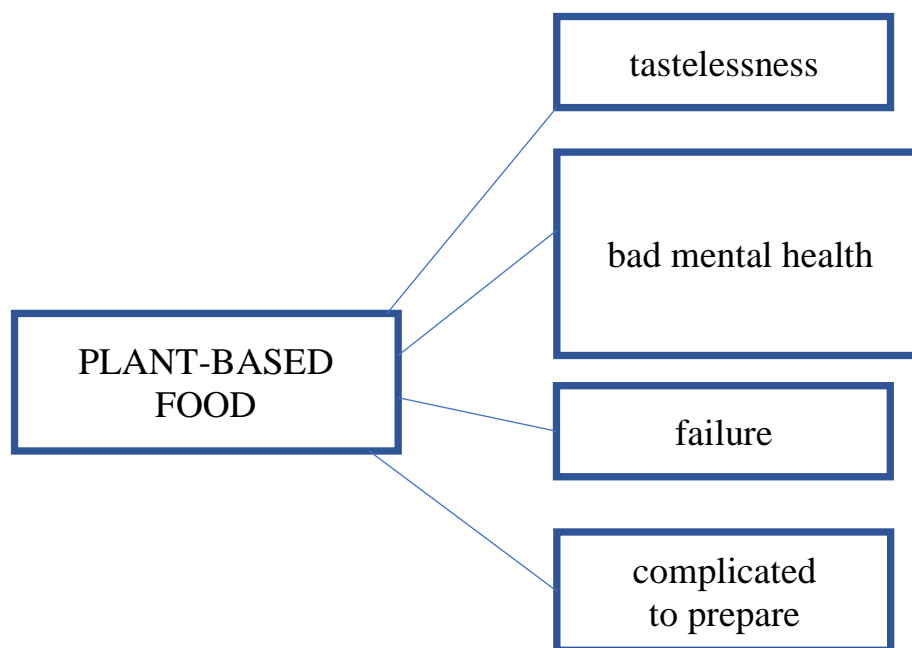 tastelessness
bad mental health
PLANT-BASED
FOOD
failure
complicated
to prepare